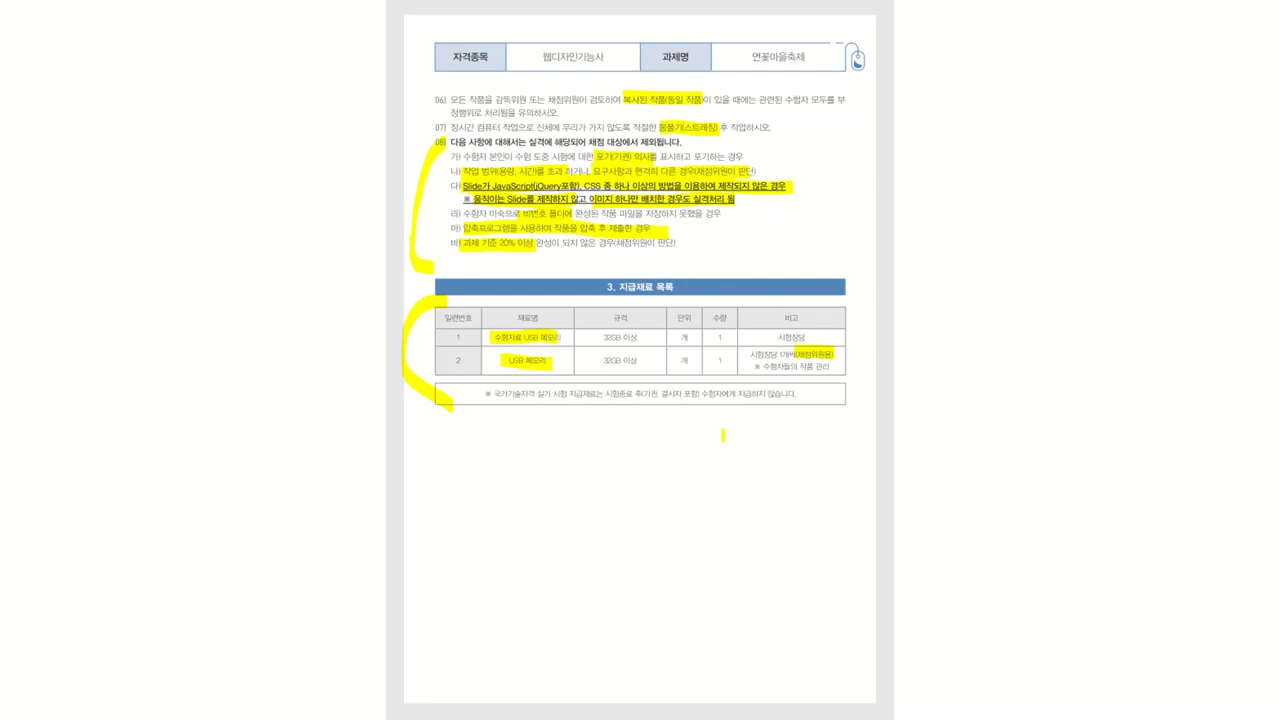 자격종목 웹디자인기능사 과제명 연꽃마을축제
06) 모든 작품을 감독위원 또는 채점위원이 검토하여 복사된 작품(동일 작품)이 있을 때에는 관련된 수험자 모두를 부
정행위로 처리됨을 유의하시오.
07) 장시간 컴퓨터 작업으로 신체에 무리가 가지 않도록 적절한 몸풀기(스트레칭) 후 작업하시오.
08) 다음 사항에 대해서는 실격에 해당되어 채점 대상에서 제외됩니다.
가) 수험자 본인이 수험 도중 시험에 대한 포기(기권) 의사를 표시하고 포기하는 경우
나) 작업 범위(용량, 시간)를 초과 하거나, 요구사항과 현격히 다른 경우(채점위원이 판단)
다) Slide가 JavaScript(jQuery포함), CSS 중 하나 이상의 방법을 이용하여 제작되지 않은 경우
※ 움직이는 Slide를 제작하지 않고 이미지 하나만 배치한 경우도 실격처리 됨
라) 수험자 미숙으로 비번호 폴더에 완성된 작품 파일을 저장하지 못했을 경우
마) 압축프로그램을 사용하여 작품을 압축 후 제출한 경우
바) 과제 기준 20% 이상 완성이 되지 않은 경우(채점위원이 판단)
3. 지급재료 목록
일련번호 재료명 규격 단위 수량 비고
1 수험자료 USB 메모리 32GB 이상 개 1 시험장당
2 USB 메모리 32GB 이상 개 1 시험장당 1개씩(채점위원용)
※ 수험자들의 작품 관리
※ 국가기술자격 실기 시험 지급재료는 시험종료 후(기권, 결시자 포함) 수험자에게 지급하지 않습니다.